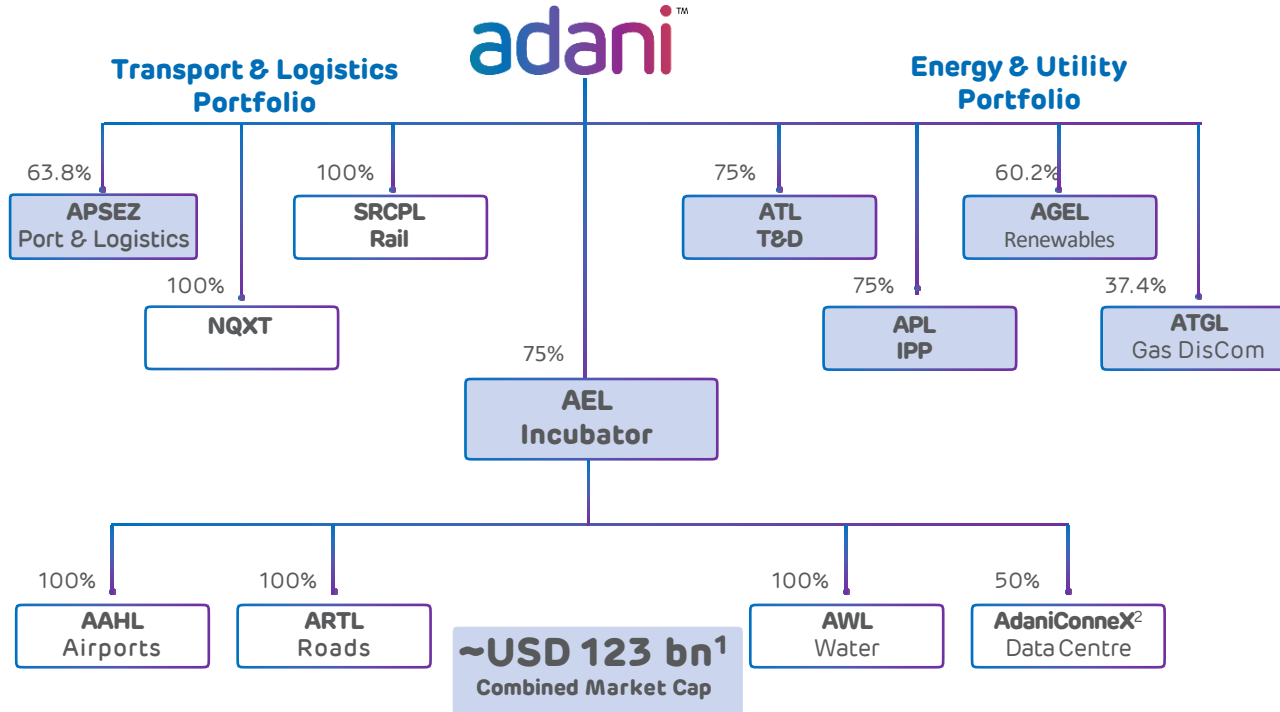 adani™
Transport & Logistics
Portfolio
Energy & Utility
Portfolio
63.8%
APSEZ
Port & Logistics
100%
NQXT
100%
SRCPL
Rail
75%
ATL
T&D
75%
APL
IPP
60.2%
AGEL
Renewables
37.4%
ATGL
Gas DisCom
75%
AEL
Incubator
100%
AAHL
Airports
100%
ARTL
Roads
100%
AWL
Water
50%
AdaniConneX²
Data Centre
~USD 123 bn¹
Combined Market Cap